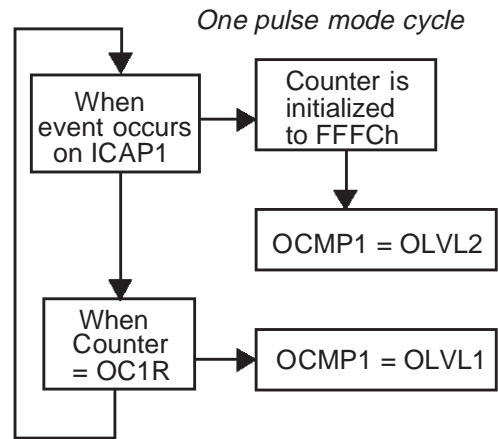 One pulse mode cycle
When
event occurs
on ICAP1
Counter is
initialized
to FFFCh
OCMP1 = OLVL2
When
Counter
= OC1R
OCMP1 = OLVL1